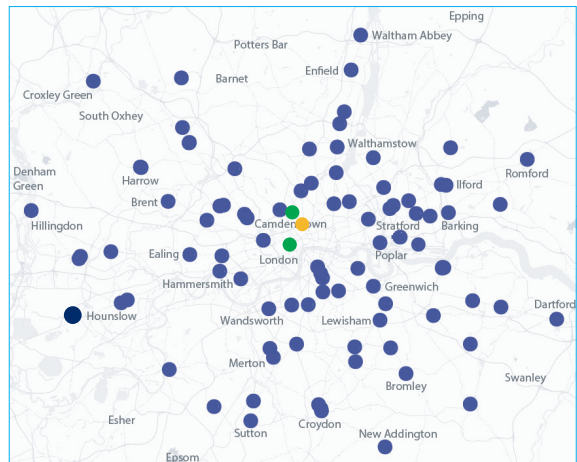 Epping
Waltham Abbey
Potters Bar
Enfield
Barnet
Croxley Green
South Oxhey
Walthamstow
Denham
Green
Harrow
Romford
Ilford
Brent
Hillingdon
Camden Town
Stratford
Barking
Ealing
London
Poplar
Hammersmith
Greenwich
Dartford
Hounslow
Wandsworth
Lewisham
Merton
Swanley
Bromley
Esher
Croydon
Sutton
New Addington
Epsom